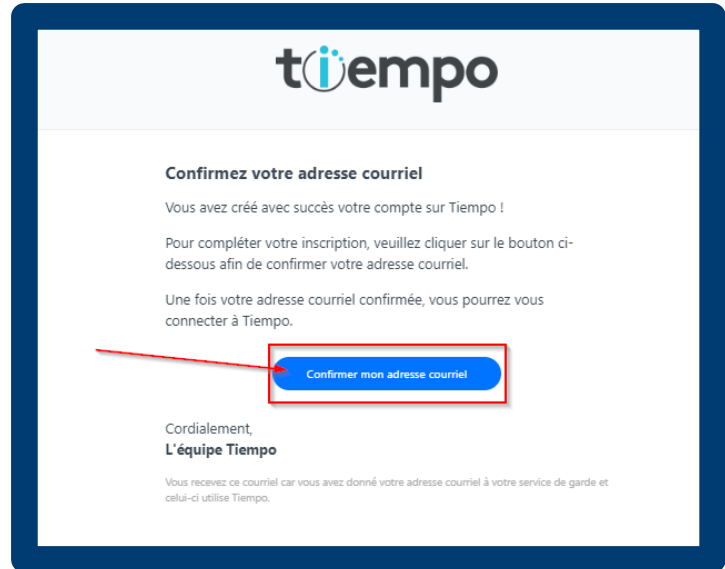 tiempo
Confirmez votre adresse courriel
Vous avez créé avec succès votre compte sur Tiempo !
Pour compléter votre inscription, veuillez cliquer sur le bouton ci-
dessous afin de confirmer votre adresse courriel.
Une fois votre adresse courriel confirmée, vous pourrez vous
connecter à Tiempo.
Confirmer mon adresse courriel
Cordialement,
L'équipe Tiempo
Vous recevez ce courriel car vous avez donné votre adresse courriel à votre service de garde et
celui-ci utilise Tiempo.